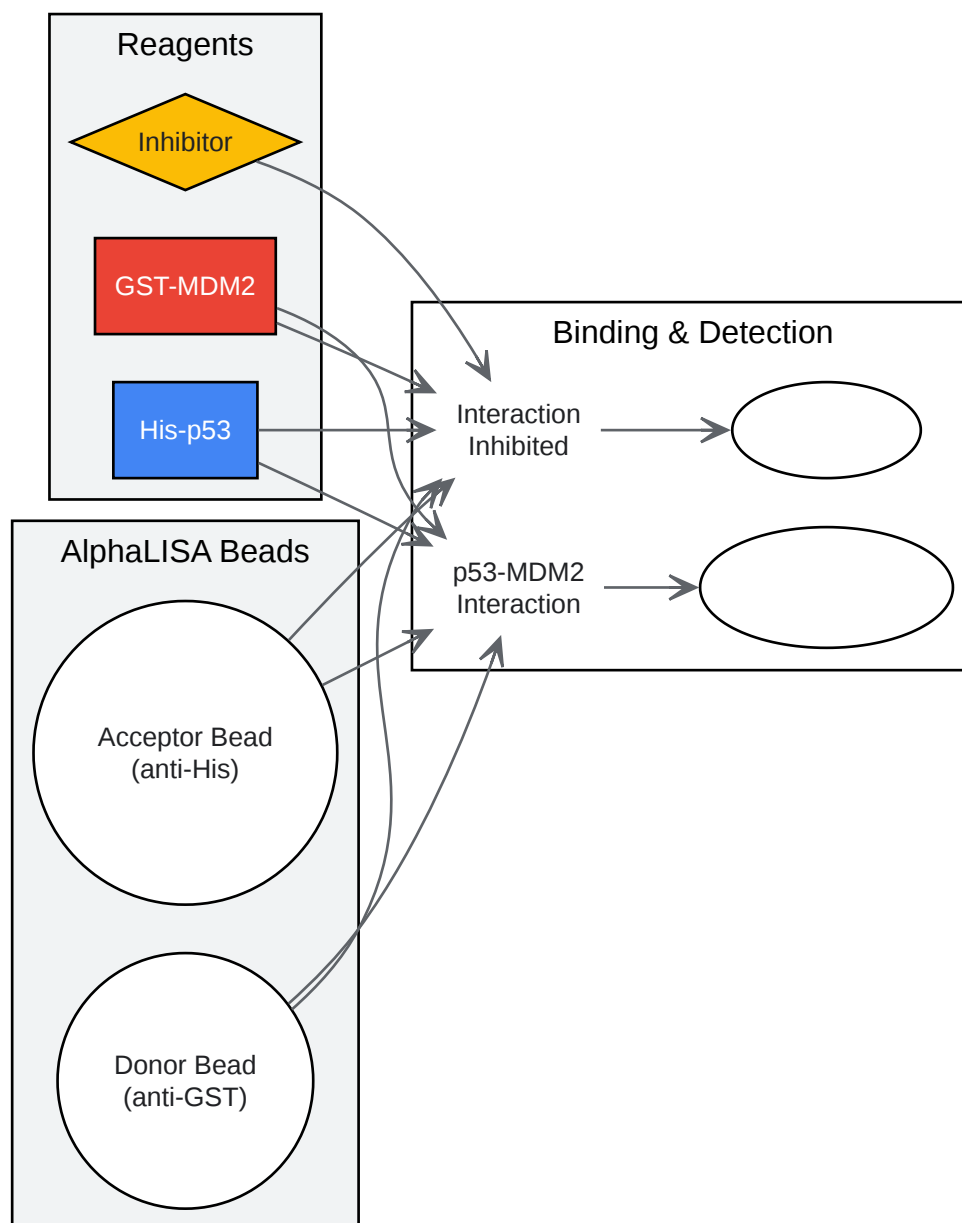 Reagents
Inhibitor
GST-MDM2
His-p53
AlphaLISA Beads
Acceptor Bead
(anti-His)
Donor Bead
(anti-GST)
Binding & Detection
Interaction
Inhibited
p53-MDM2
Interaction